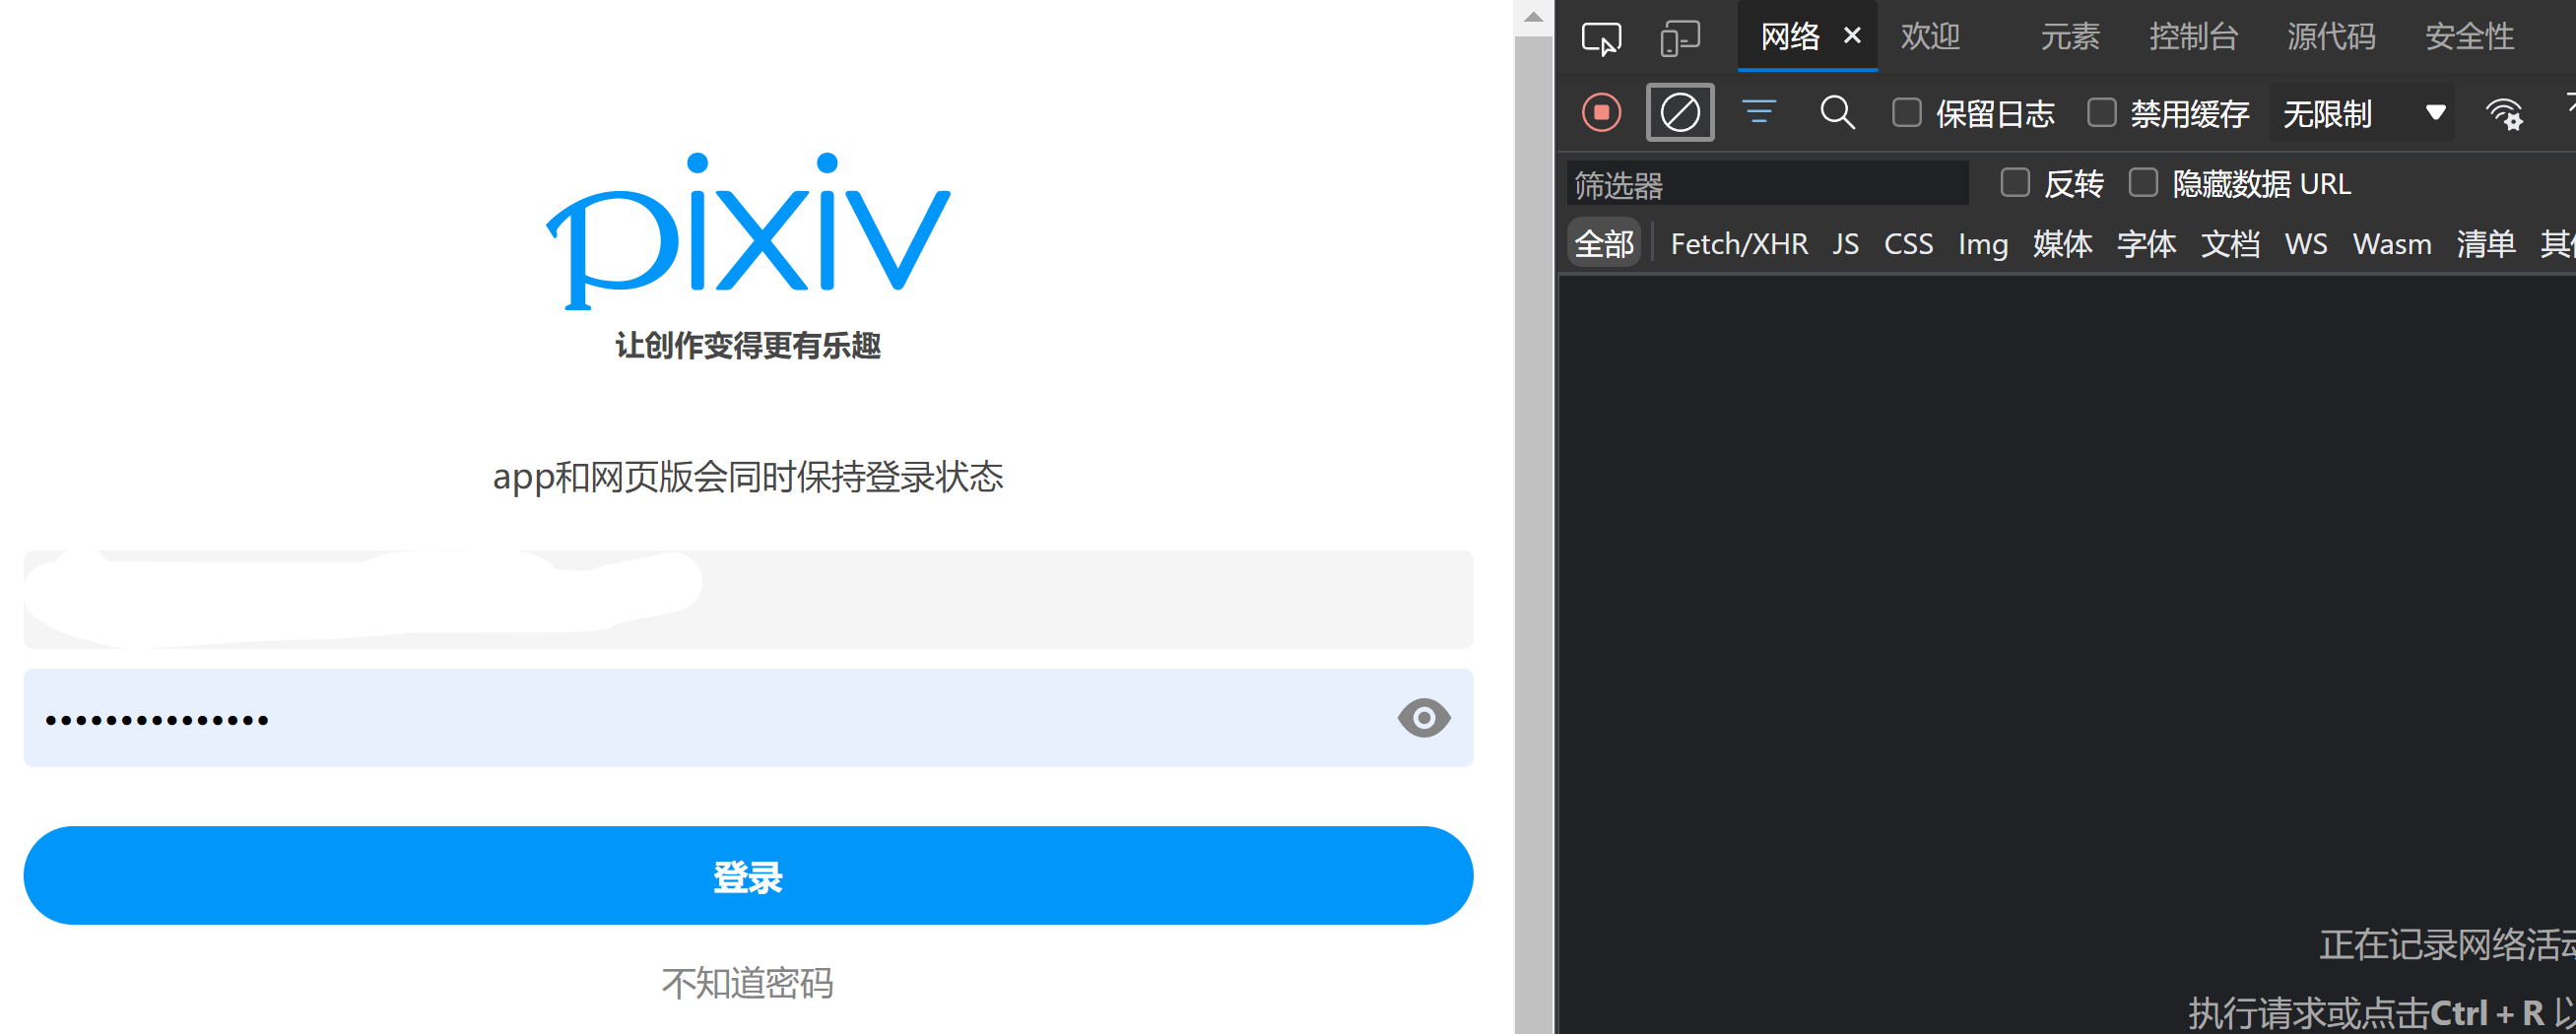 pixiv
让创作变得更有乐趣
app和网页版会同时保持登录状态
•••••••••••••••
登录
不知道密码
网络 × 欢迎 元素 控制台 源代码 安全性
保留日志 禁用缓存 无限制
筛选器 反转 隐藏数据 URL
全部 Fetch/XHR JS CSS Img 媒体 字体 文档 WS Wasm 清单 其
正在记录网络活动
执行请求或点击Ctrl + R 以